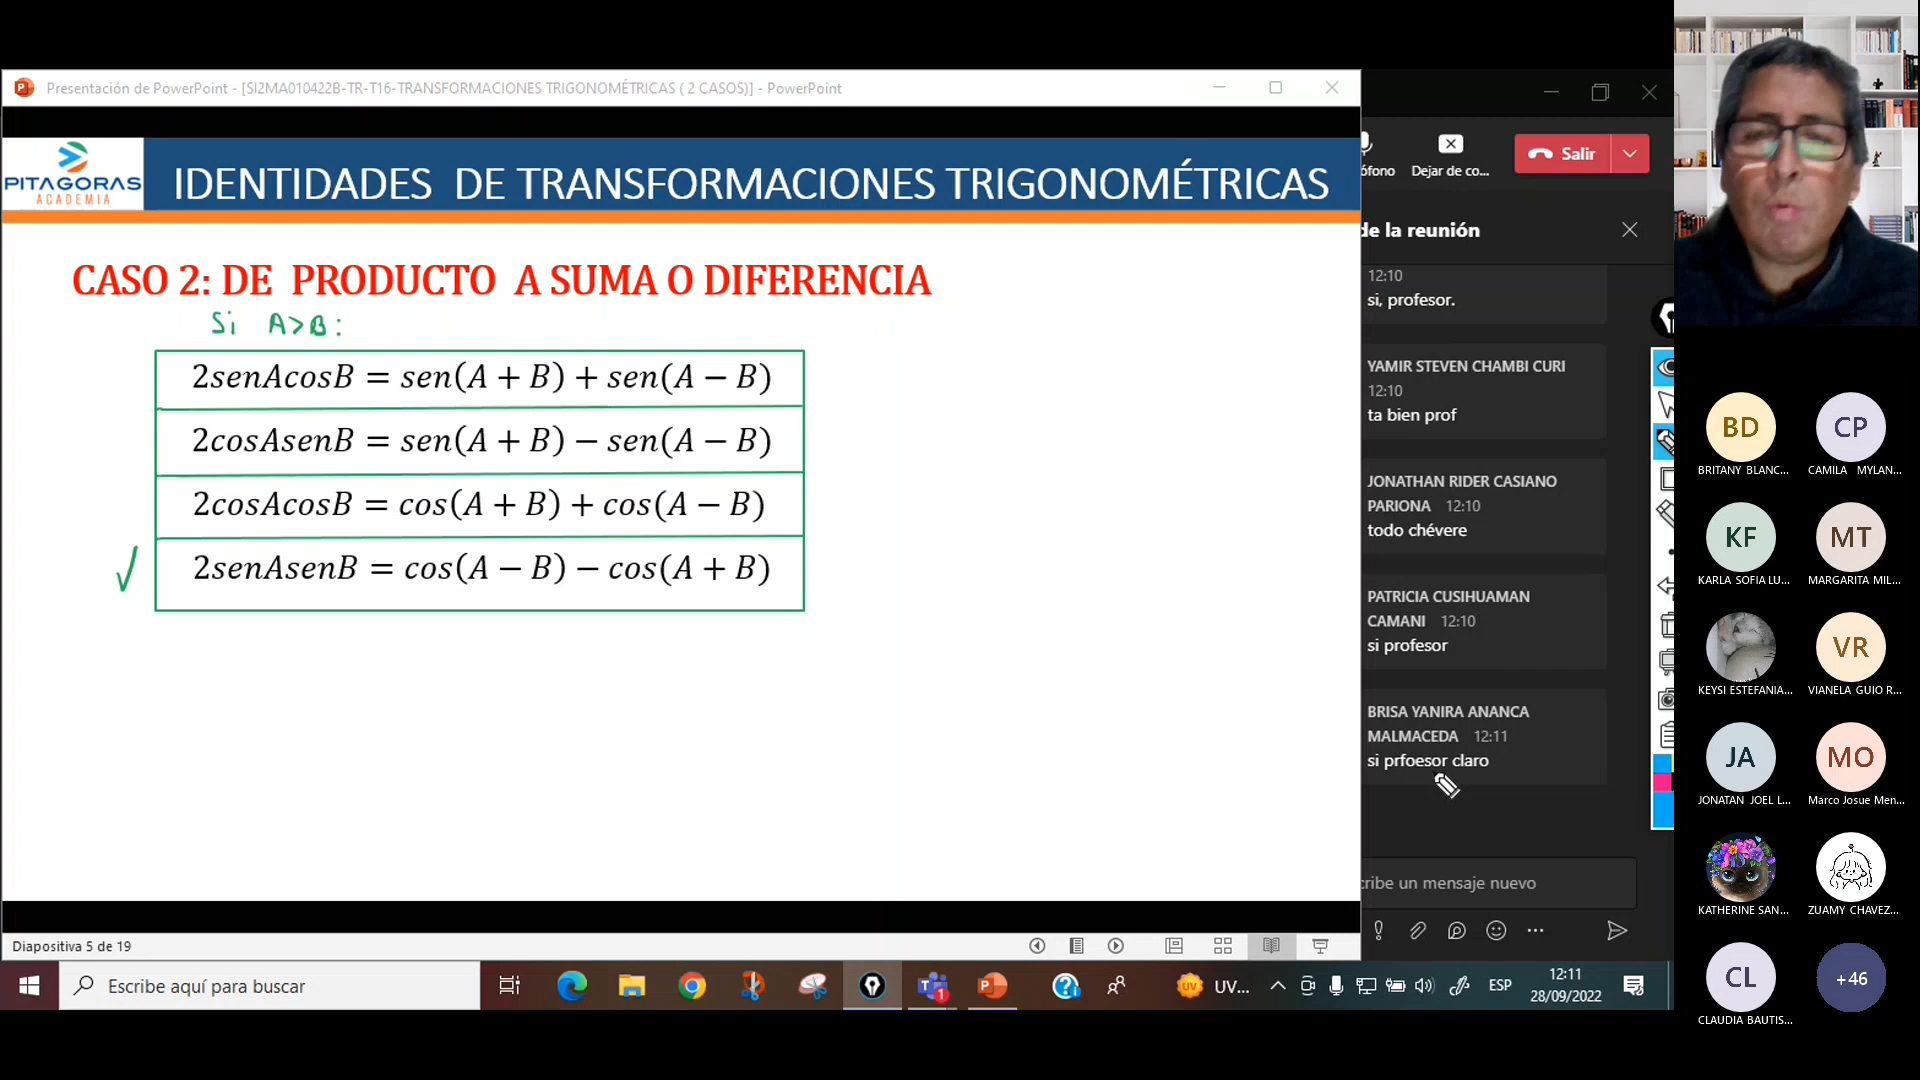 Presentación de PowerPoint - [SI2MA010422B-TR-T16-TRANSFORMACIONES TRIGONOMÉTRICAS ( 2 CASOS)] - PowerPoint
PITAGORAS
ACADEMIA
IDENTIDADES DE TRANSFORMACIONES TRIGONOMÉTRICAS
CASO 2: DE PRODUCTO A SUMA O DIFERENCIA
Si A>B:
2senAcosB = sen(A + B) + sen(A − B)
2cosAsenB = sen(A + B) − sen(A − B)
2cosAcosB = cos(A + B) + cos(A − B)
2senAsenB = cos(A − B) − cos(A + B)
Diapositiva 5 de 19
ófono
Dejar de co...
Salir
de la reunión
12:10
si, profesor.
YAMIR STEVEN CHAMBI CURI
12:10
ta bien prof
JONATHAN RIDER CASIANO
PARIONA 12:10
todo chévere
PATRICIA CUSIHUAMAN
CAMANI 12:10
si profesor
BRISA YANIRA ANANCA
MALMACEDA 12:11
si prfoesor claro
cribe un mensaje nuevo
BD
BRITANY BLANC...
CP
CAMILA MYLAN...
KF
KARLA SOFIA LU...
MT
MARGARITA MIL...
KEYSI ESTEFANIA...
VR
VIANELA GUIO R...
JA
JONATAN JOEL L...
MO
Marco Josue Men...
KATHERINE SAN...
ZUAMY CHAVEZ...
CL
CLAUDIA BAUTIS...
+46
Escribe aquí para buscar
1
UV...
ESP
12:11
28/09/2022